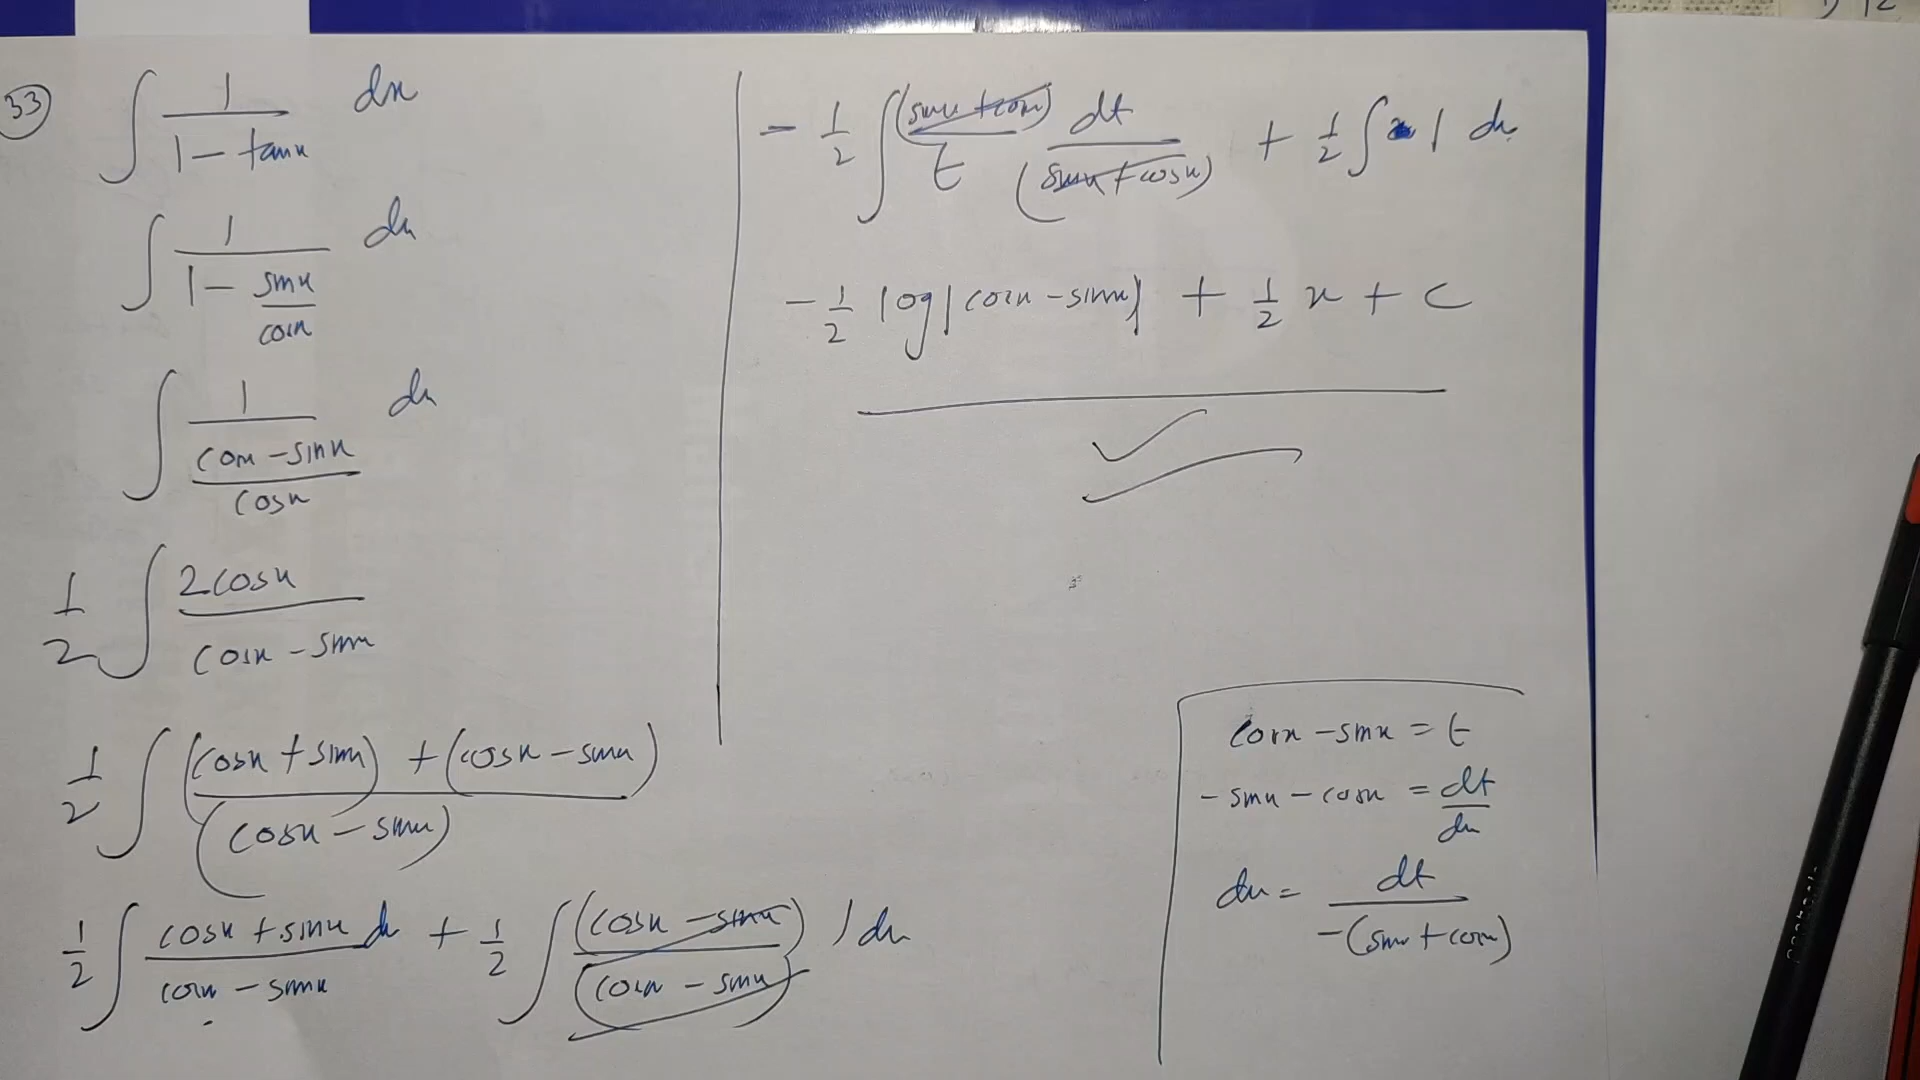 33 ∫ 1/(1 - tanx) dx
∫ 1/(1 - sinx/cosx) dx
∫ 1/((cosx - sinx)/cosx) dx
1/2 ∫ 2cosx/(cosx - sinx)
1/2 ∫ ((cosx + sinx) + (cosx - sinx))/(cosx - sinx)
1/2 ∫ (cosx + sinx dx)/(cosx - sinx) + 1/2 ∫ (cosx - sinx)/(cosx - sinx) 1 dx
- 1/2 ∫ (sinx + cosx)/t dt/(sinx + cosx) + 1/2 ∫ 1 dx
- 1/2 log|cosx - sinx| + 1/2 x + c
cosx - sinx = t
- sinx - cosx = dt/dx
dx = dt/-(sinx + cosx)